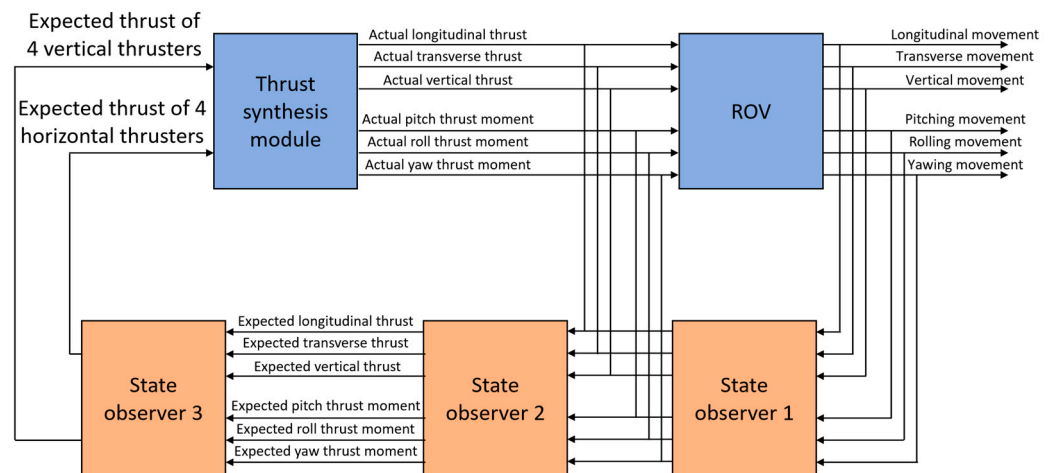 Expected thrust of
4 vertical thrusters
Expected thrust of 4
horizontal thrusters
Thrust
synthesis
module
Actual longitudinal thrust
Actual transverse thrust
Actual vertical thrust
Actual pitch thrust moment
Actual roll thrust moment
Actual yaw thrust moment
ROV
Longitudinal movement
Transverse movement
Vertical movement
Pitching movement
Rolling movement
Yawing movement
State
observer 3
Expected longitudinal thrust
Expected transverse thrust
Expected vertical thrust
Expected pitch thrust moment
Expected roll thrust moment
Expected yaw thrust moment
State
observer 2
State
observer 1